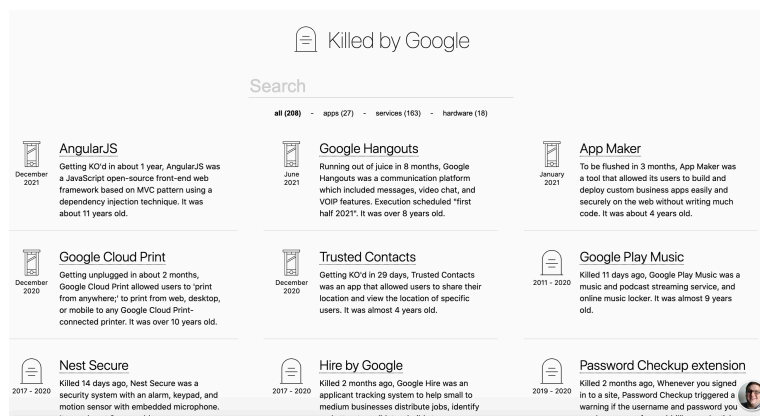 Killed by Google
Search
all (208) - apps (27) - services (163) - hardware (18)
December
2021
AngularJS
Getting KO'd in about 1 year, AngularJS was
a JavaScript open-source front-end web
framework based on MVC pattern using a
dependency injection technique. It was
about 11 years old.
June
2021
Google Hangouts
Running out of juice in 8 months, Google
Hangouts was a communication platform
which included messages, video chat, and
VOIP features. Execution scheduled "first
half 2021". It was over 8 years old.
January
2021
App Maker
To be flushed in 3 months, App Maker was
a tool that allowed its users to build and
deploy custom business apps easily and
securely on the web without writing much
code. It was about 4 years old.
December
2020
Google Cloud Print
Getting unplugged in about 2 months,
Google Cloud Print allowed users to 'print
from anywhere;' to print from web, desktop,
or mobile to any Google Cloud Print-
connected printer. It was over 10 years old.
December
2020
Trusted Contacts
Getting KO'd in 29 days, Trusted Contacts
was an app that allowed users to share their
location and view the location of specific
users. It was almost 4 years old.
2011 - 2020
Google Play Music
Killed 11 days ago, Google Play Music was a
music and podcast streaming service, and
online music locker. It was almost 9 years
old.
2017 - 2020
Nest Secure
Killed 14 days ago, Nest Secure was a
security system with an alarm, keypad, and
motion sensor with embedded microphone.
2017 - 2020
Hire by Google
Killed 2 months ago, Google Hire was an
applicant tracking system to help small to
medium businesses distribute jobs, identify
2019 - 2020
Password Checkup extension
Killed 2 months ago, Whenever you signed
in to a site, Password Checkup triggered a
warning if the username and password you